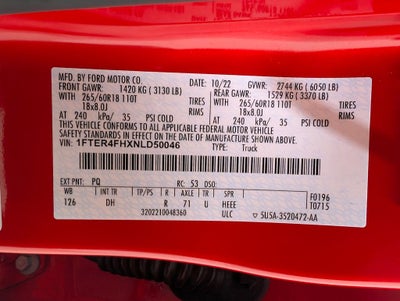 MFD. BY FORD MOTOR CO. 10/22 GVWR: 2744 KG ( 6050 LB)
FRONT GAWR: 1420 KG ( 3130 LB) REAR GAWR: 1529 KG ( 3370 LB)
WITH 265/60R18 110T TIRES WITH 265/60R18 110T TIRES
18x8.0J RIMS 18x8.0J RIMS
AT 240 kPa/ 35 PSI COLD AT 240 kPa/ 35 PSI COLD
THIS VEHICLE CONFORMS TO ALL APPLICABLE FEDERAL MOTOR VEHICLE
SAFETY STANDARDS IN EFFECT ON THE DATE OF MANUFACTURE SHOWN ABOVE.
VIN: 1FTER4FHXNLD50046 TYPE: Truck
EXT PNT: PQ RC: 53 DSO:
WB INT TR TP/PS R AXLE TR SPR F0196
126 DH R 71 U HEEE T0715
3202210048360 ULC 5U5A-3520472-AA